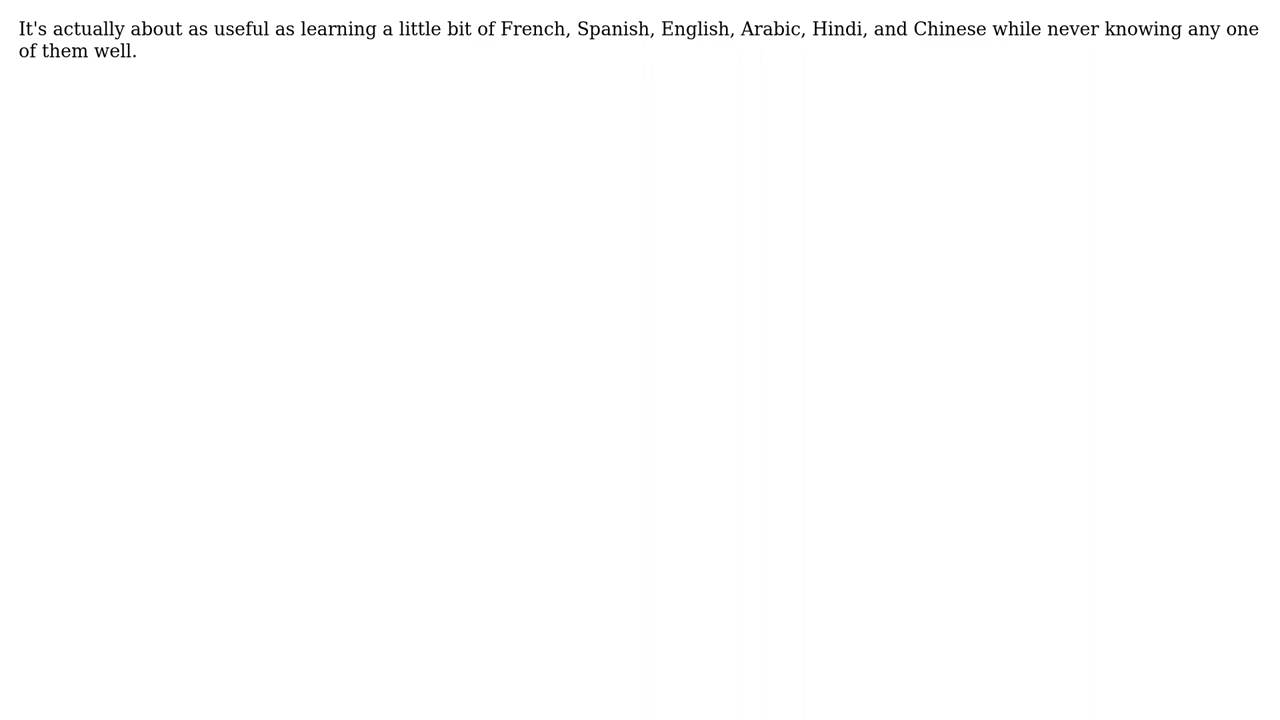 It's actually about as useful as learning a little bit of French, Spanish, English, Arabic, Hindi, and Chinese while never knowing any one
of them well.